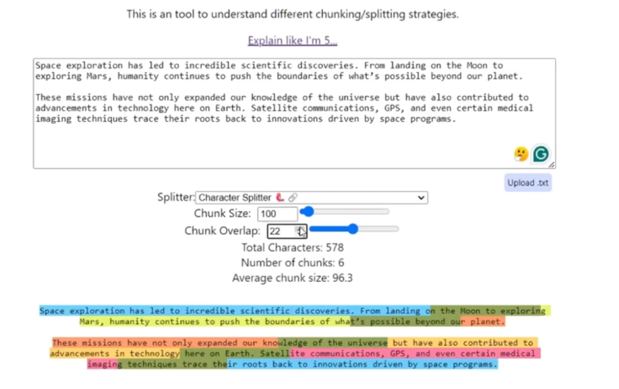 This is an tool to understand different chunking/splitting strategies.
Explain like I'm 5...
Space exploration has led to incredible scientific discoveries. From landing on the Moon to
exploring Mars, humanity continues to push the boundaries of what's possible beyond our planet.
These missions have not only expanded our knowledge of the universe but have also contributed to
advancements in technology here on Earth. Satellite communications, GPS, and even certain medical
imaging techniques trace their roots back to innovations driven by space programs.
Upload .txt
Splitter: Character Splitter
Chunk Size: 100
Chunk Overlap: 22
Total Characters: 578
Number of chunks: 6
Average chunk size: 96.3
Space exploration has led to incredible scientific discoveries. From landing on the Moon to exploring
Mars, humanity continues to push the boundaries of what's possible beyond our planet.
These missions have not only expanded our knowledge of the universe but have also contributed to
advancements in technology here on Earth. Satellite communications, GPS, and even certain medical
imaging techniques trace their roots back to innovations driven by space programs.